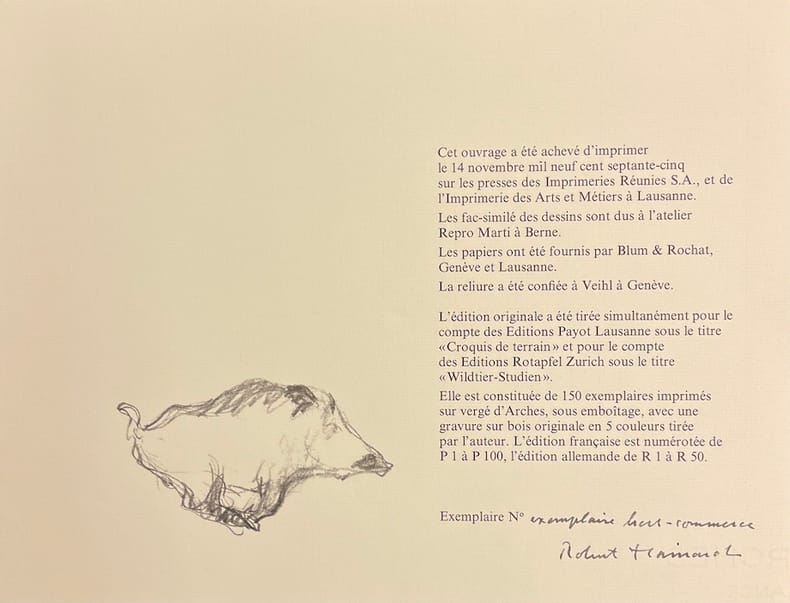 Cet ouvrage a été achevé d'imprimer
le 14 novembre mil neuf cent septante-cinq
sur les presses des Imprimeries Réunies S.A., et de
l'Imprimerie des Arts et Métiers à Lausanne.
Les fac-similé des dessins sont dus à l'atelier
Repro Marti à Berne.
Les papiers ont été fournis par Blum & Rochat,
Genève et Lausanne.
La reliure a été confiée à Veihl à Genève.
L'édition originale a été tirée simultanément pour le
compte des Editions Payot Lausanne sous le titre
«Croquis de terrain» et pour le compte
des Editions Rotapfel Zurich sous le titre
«Wildtier-Studien».
Elle est constituée de 150 exemplaires imprimés
sur vergé d'Arches, sous emboîtage, avec une
gravure sur bois originale en 5 couleurs tirée
par l'auteur. L'édition française est numérotée de
P 1 à P 100, l'édition allemande de R 1 à R 50.
Exemplaire N° exemplaire hors-commerce
Robert Hainard